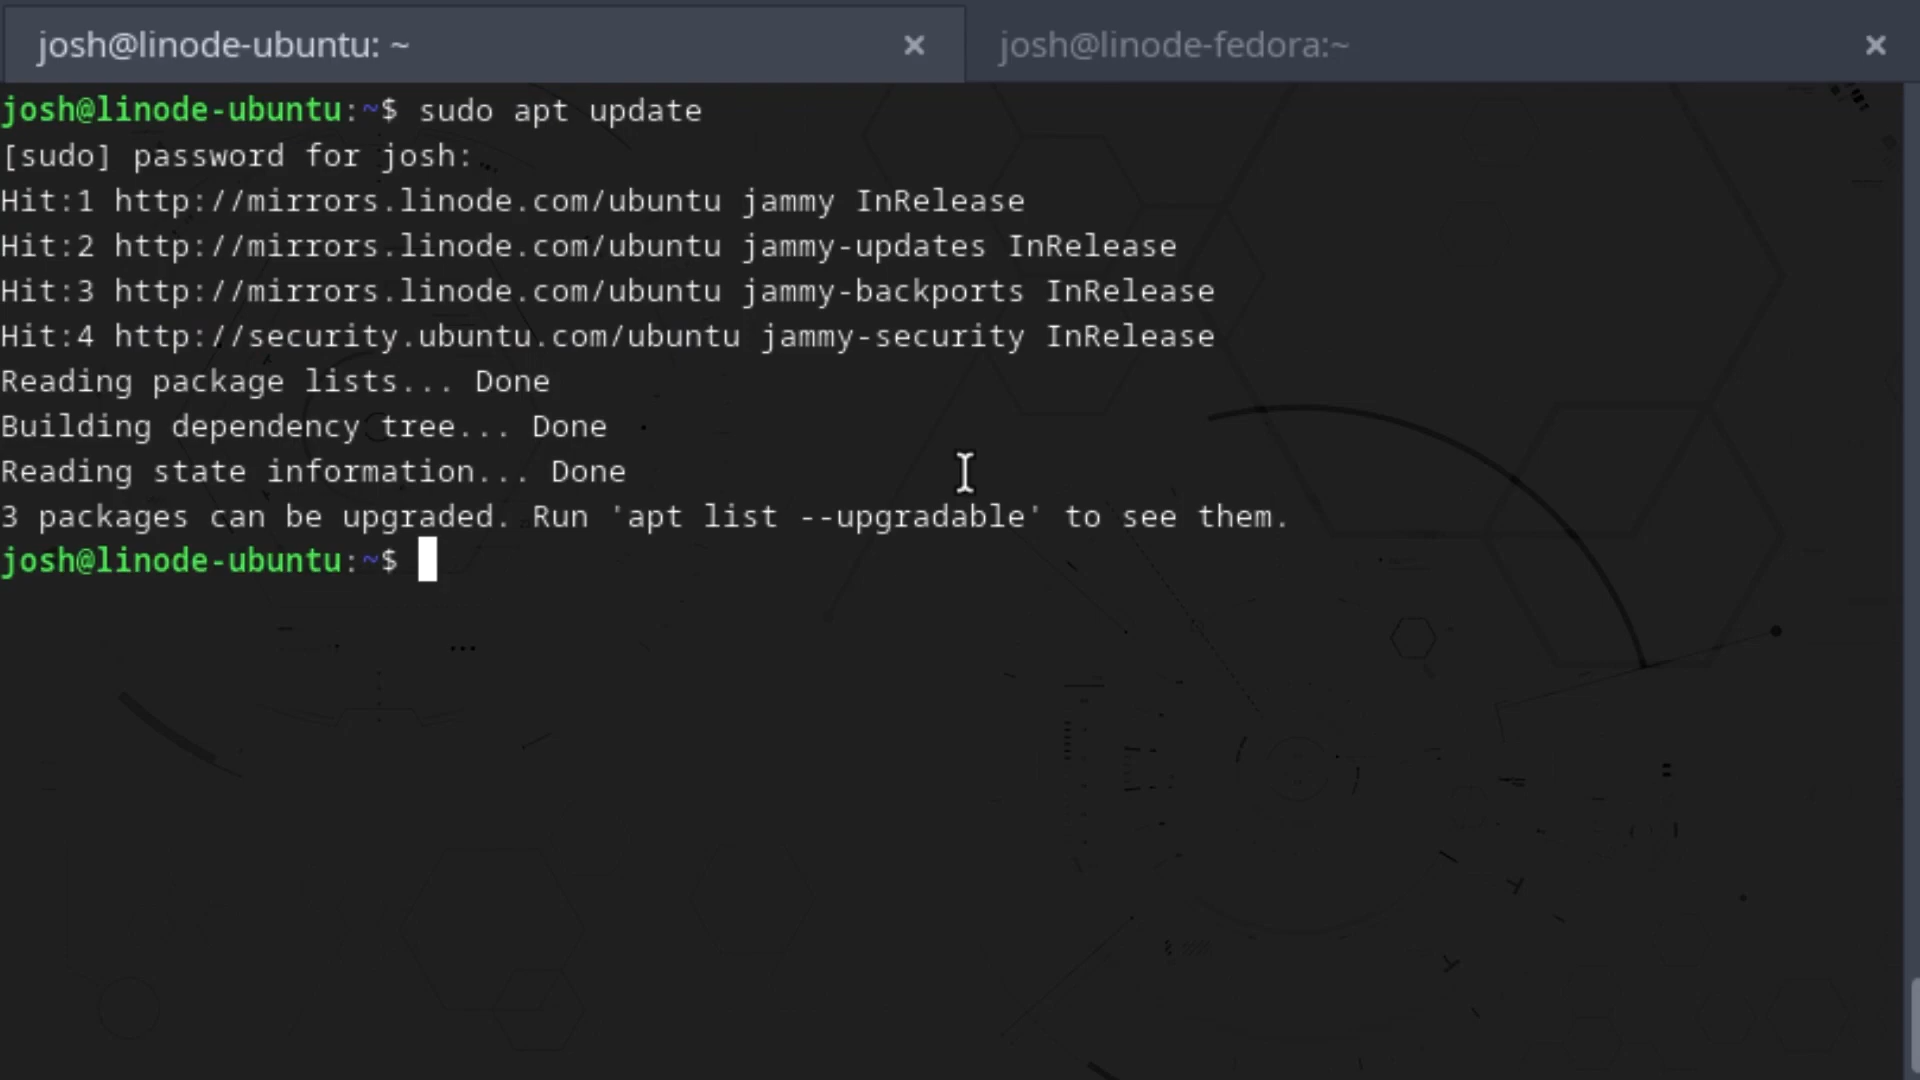 josh@linode-ubuntu: ~ × josh@linode-fedora:~ ×
josh@linode-ubuntu:~$ sudo apt update
[sudo] password for josh:
Hit:1 http://mirrors.linode.com/ubuntu jammy InRelease
Hit:2 http://mirrors.linode.com/ubuntu jammy-updates InRelease
Hit:3 http://mirrors.linode.com/ubuntu jammy-backports InRelease
Hit:4 http://security.ubuntu.com/ubuntu jammy-security InRelease
Reading package lists... Done
Building dependency tree... Done
Reading state information... Done
3 packages can be upgraded. Run 'apt list --upgradable' to see them.
josh@linode-ubuntu:~$